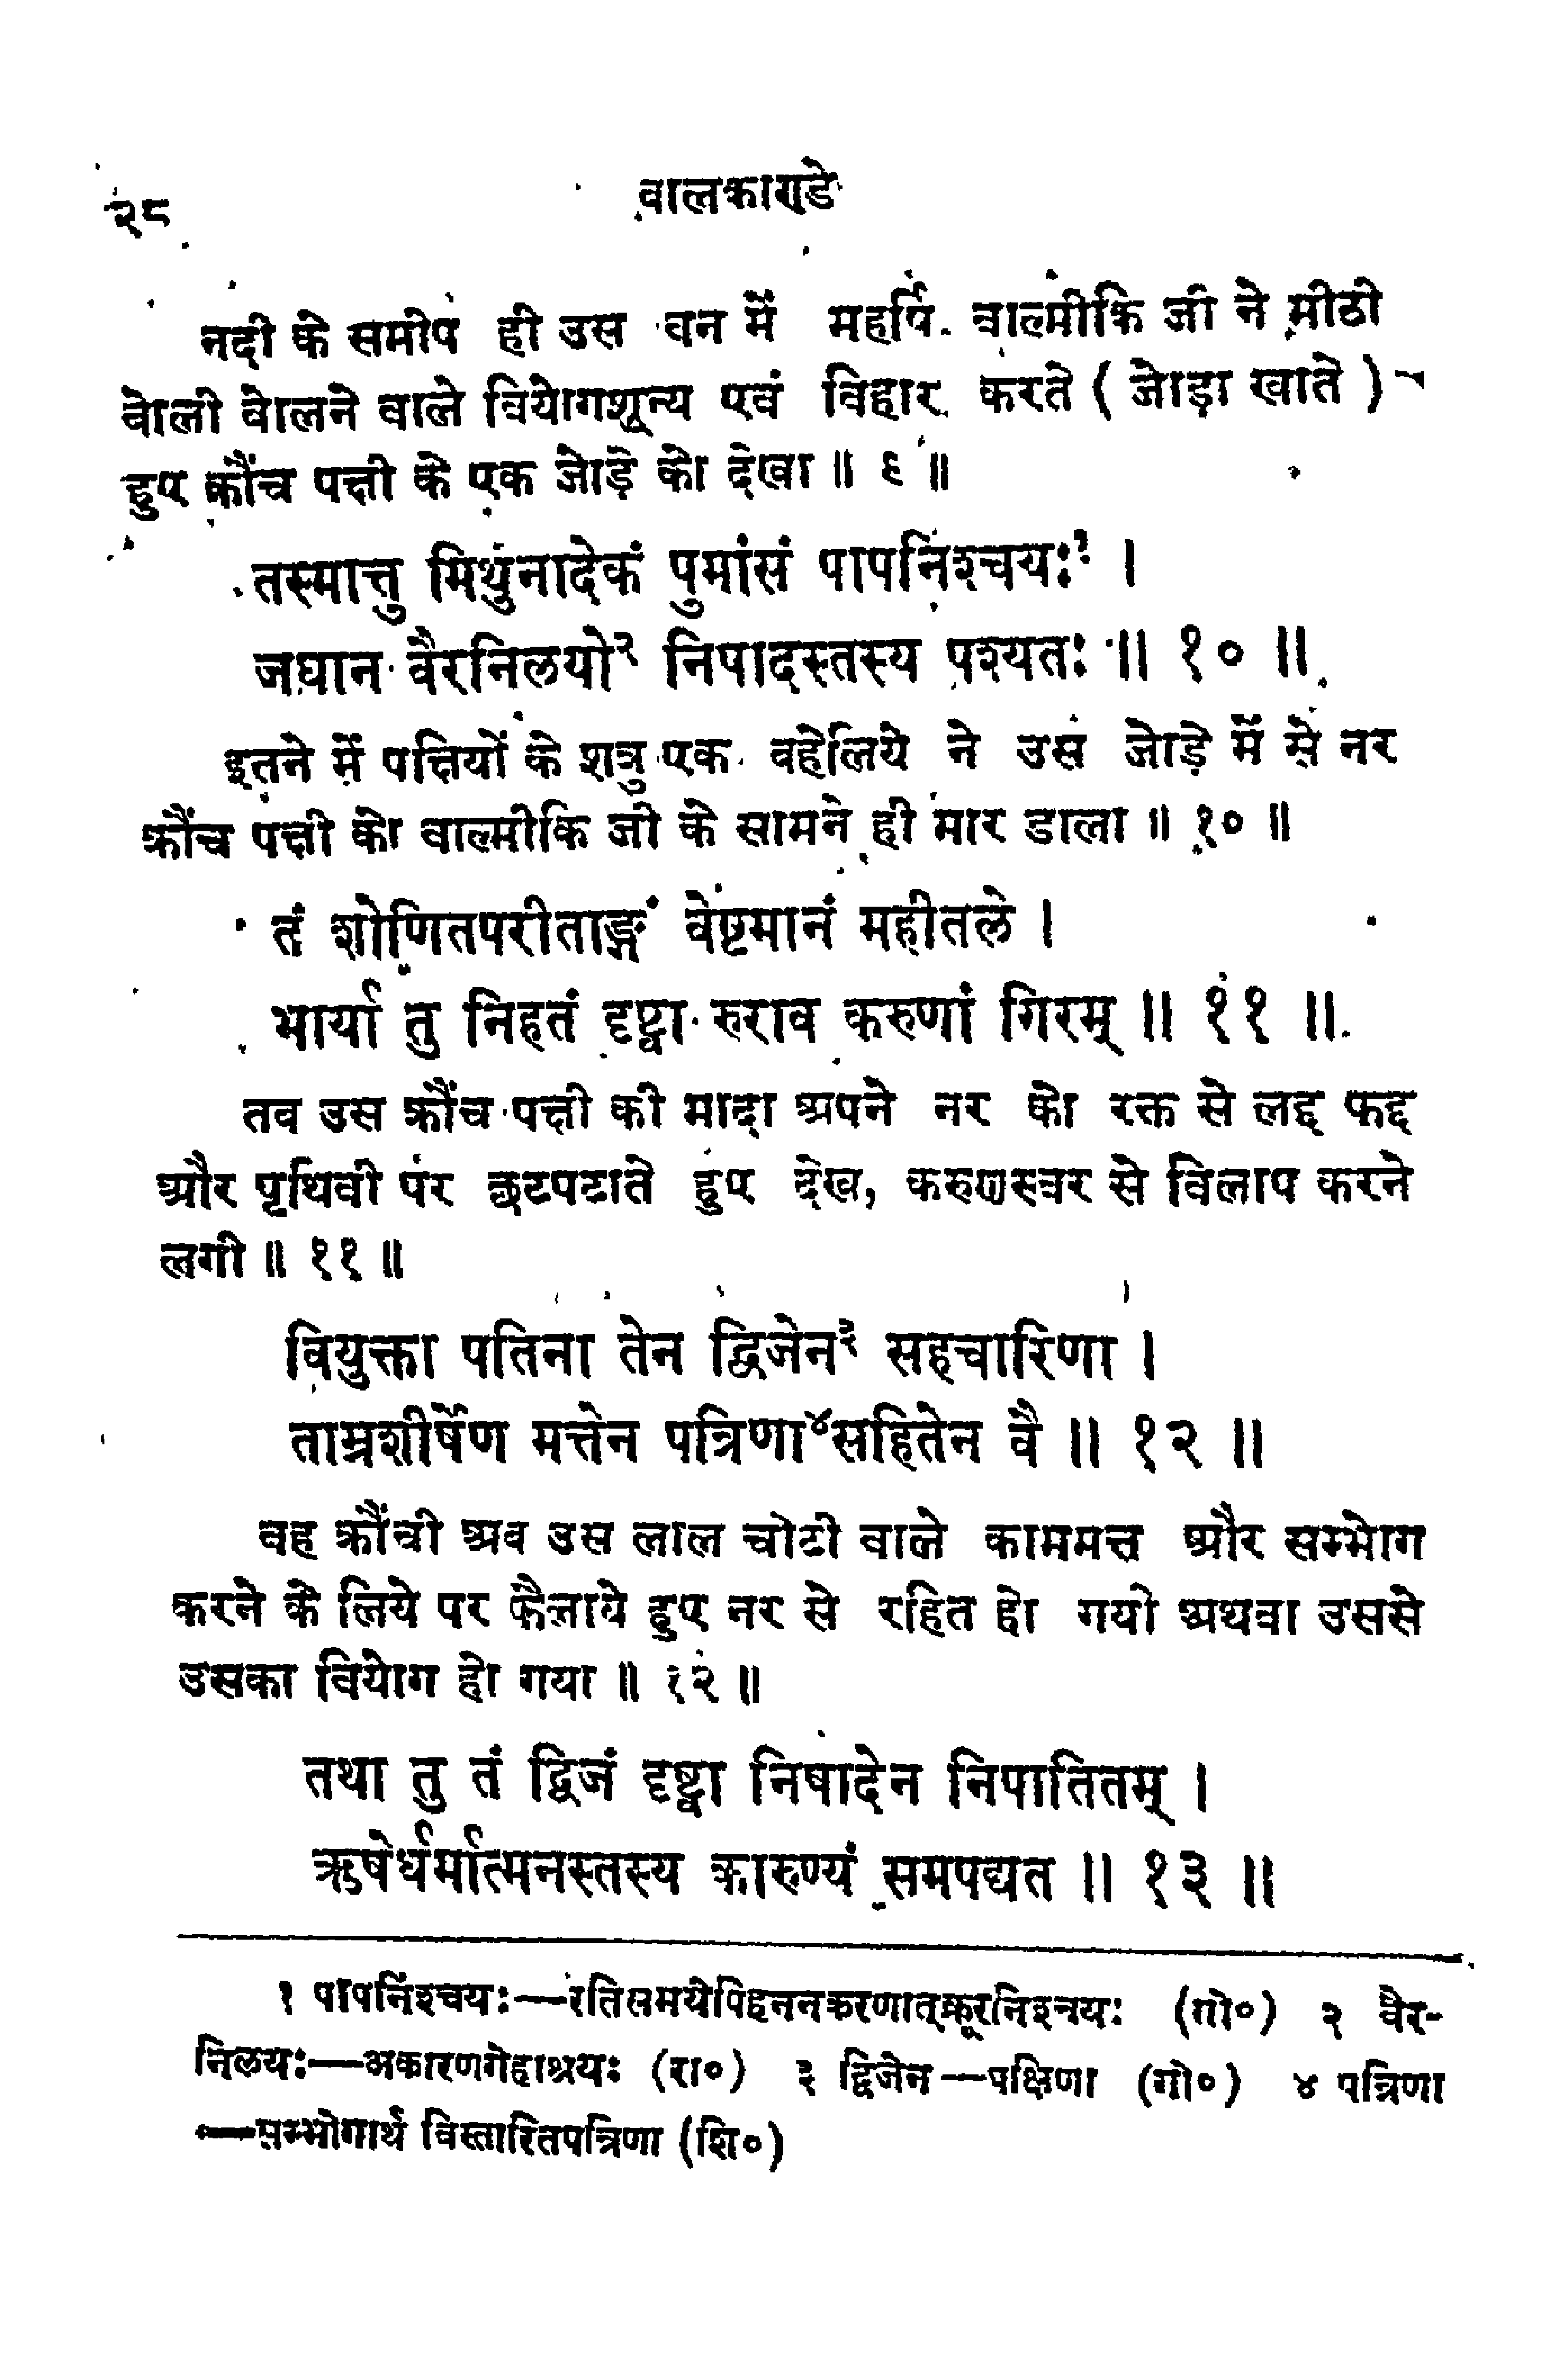 २८ बालकाण्डे
नदी के समीप ही उस वन में महर्षि वाल्मीकि जी ने मीठी
बोली बोलने वाले वियोगशून्य एवं विहार करते ( जोड़ा खाते )
हुए क्रौंच पक्षी के एक जोड़े को देखा ॥ ९ ॥
तस्मात्तु मिथुनादेकं पुमांसं पापनिश्चयः१ ।
जघान वैरनिलयो२ निषादस्तस्य पश्यतः ॥ १० ॥
इतने में पक्षियों के शत्रु एक बहेलिये ने उस जोड़े में से नर
क्रौंच पक्षी को वाल्मीकि जी के सामने ही मार डाला ॥ १० ॥
तं शोणितपरीताङ्गं वेष्टमानं महीतले ।
भार्या तु निहतं दृष्ट्वा रुराव करुणां गिरम् ॥ ११ ॥
तब उस क्रौंच पक्षी की मादा अपने नर को रक्त से लद्द फद्द
और पृथिवी पर छटपटाते हुए देख, करुणस्वर से विलाप करने
लगी ॥ ११ ॥
वियुक्ता पतिना तेन द्विजेन३ सहचारिणा ।
ताम्रशीर्षेण मत्तेन पत्रिणा४ सहितेन वै ॥ १२ ॥
वह क्रौंची अब उस लाल चोटी वाले काममत्त और सम्भोग
करने के लिये पर फैलाये हुए नर से रहित हो गयी अथवा उससे
उसका वियोग हो गया ॥ १२ ॥
तथा तु तं द्विजं दृष्ट्वा निषादेन निपातितम् ।
ऋषेर्धर्मात्मनस्तस्य कारुण्यं समपद्यत ॥ १३ ॥
१ पापनिश्चयः—रतिसमयेपिहननकरणात्क्रूरनिश्चयः (गो०) २ वैर-
निलयः—अकारणगेहाश्रयः (रा०) ३ द्विजेन—पक्षिणा (गो०) ४ पत्रिणा
—सम्भोगार्थं विस्तारितपत्रिणा (शि०)